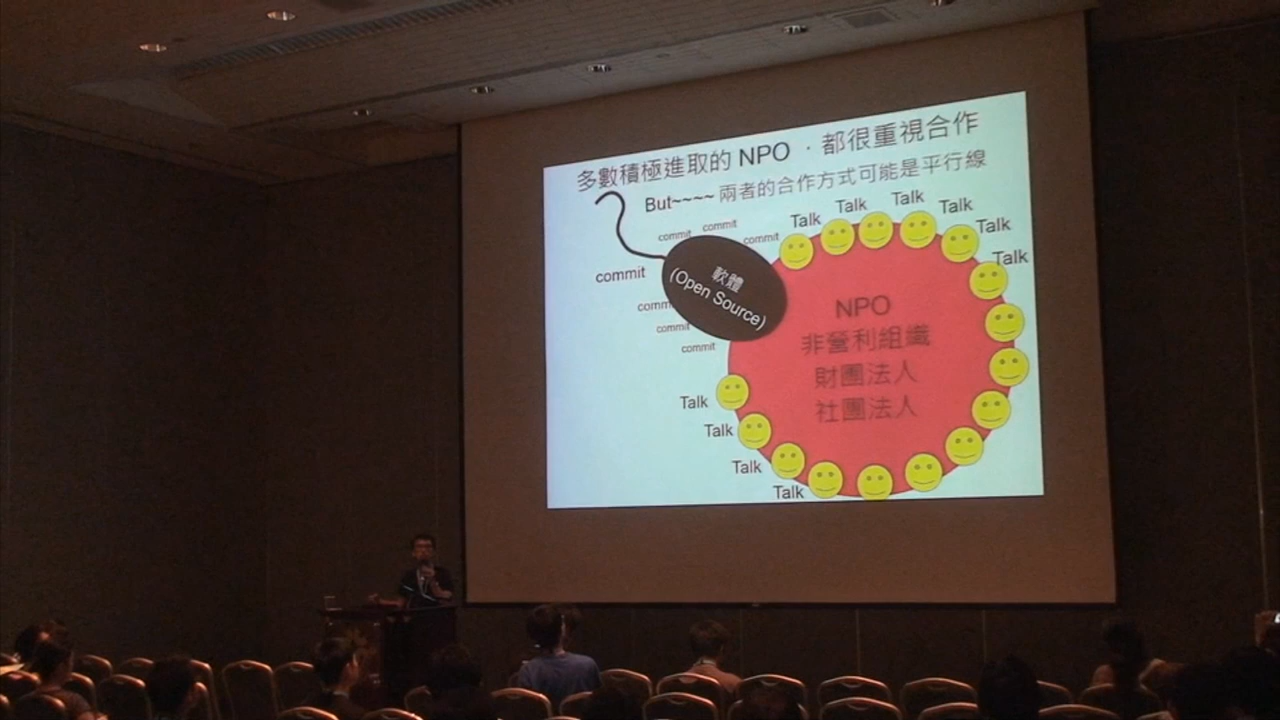 多數積極進取的 NPO ，都很重視合作
But~~~~ 兩者的合作方式可能是平行線
commit
commit
commit
commit
commit
commit
commit
軟體
(Open Source)
Talk
Talk
Talk
Talk
Talk
Talk
NPO
非營利組織
財團法人
社團法人
Talk
Talk
Talk
Talk